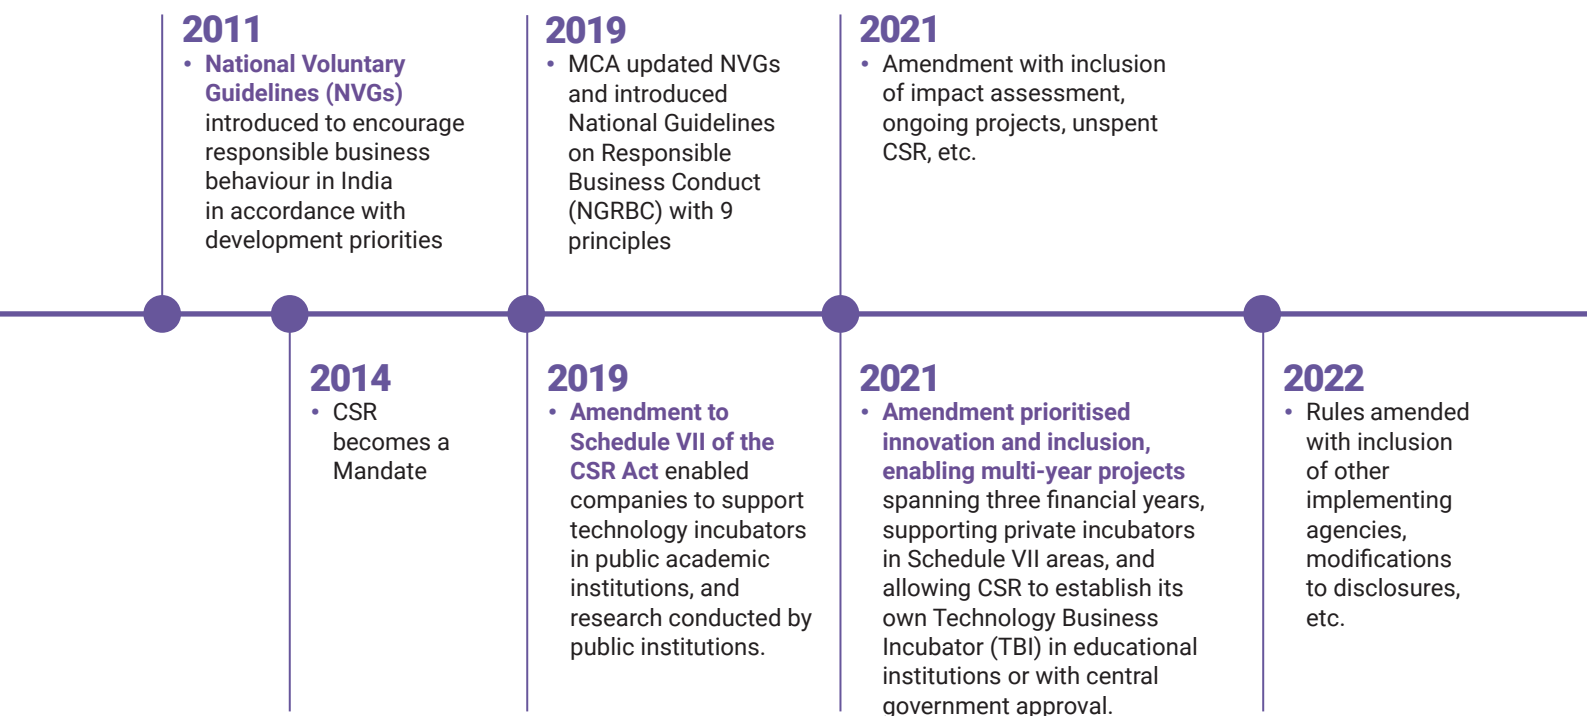 2011
• National Voluntary
Guidelines (NVGs)
introduced to encourage
responsible business
behaviour in India
in accordance with
development priorities
2019
• MCA updated NVGs
and introduced
National Guidelines
on Responsible
Business Conduct
(NGRBC) with 9
principles
2021
• Amendment with inclusion
of impact assessment,
ongoing projects, unspent
CSR, etc.
2014
• CSR
becomes a
Mandate
2019
• Amendment to
Schedule VII of the
CSR Act enabled
companies to support
technology incubators
in public academic
institutions, and
research conducted by
public institutions.
2021
• Amendment prioritised
innovation and inclusion,
enabling multi-year projects
spanning three financial years,
supporting private incubators
in Schedule VII areas, and
allowing CSR to establish its
own Technology Business
Incubator (TBI) in educational
institutions or with central
government approval.
2022
• Rules amended
with inclusion
of other
implementing
agencies,
modifications
to disclosures,
etc.